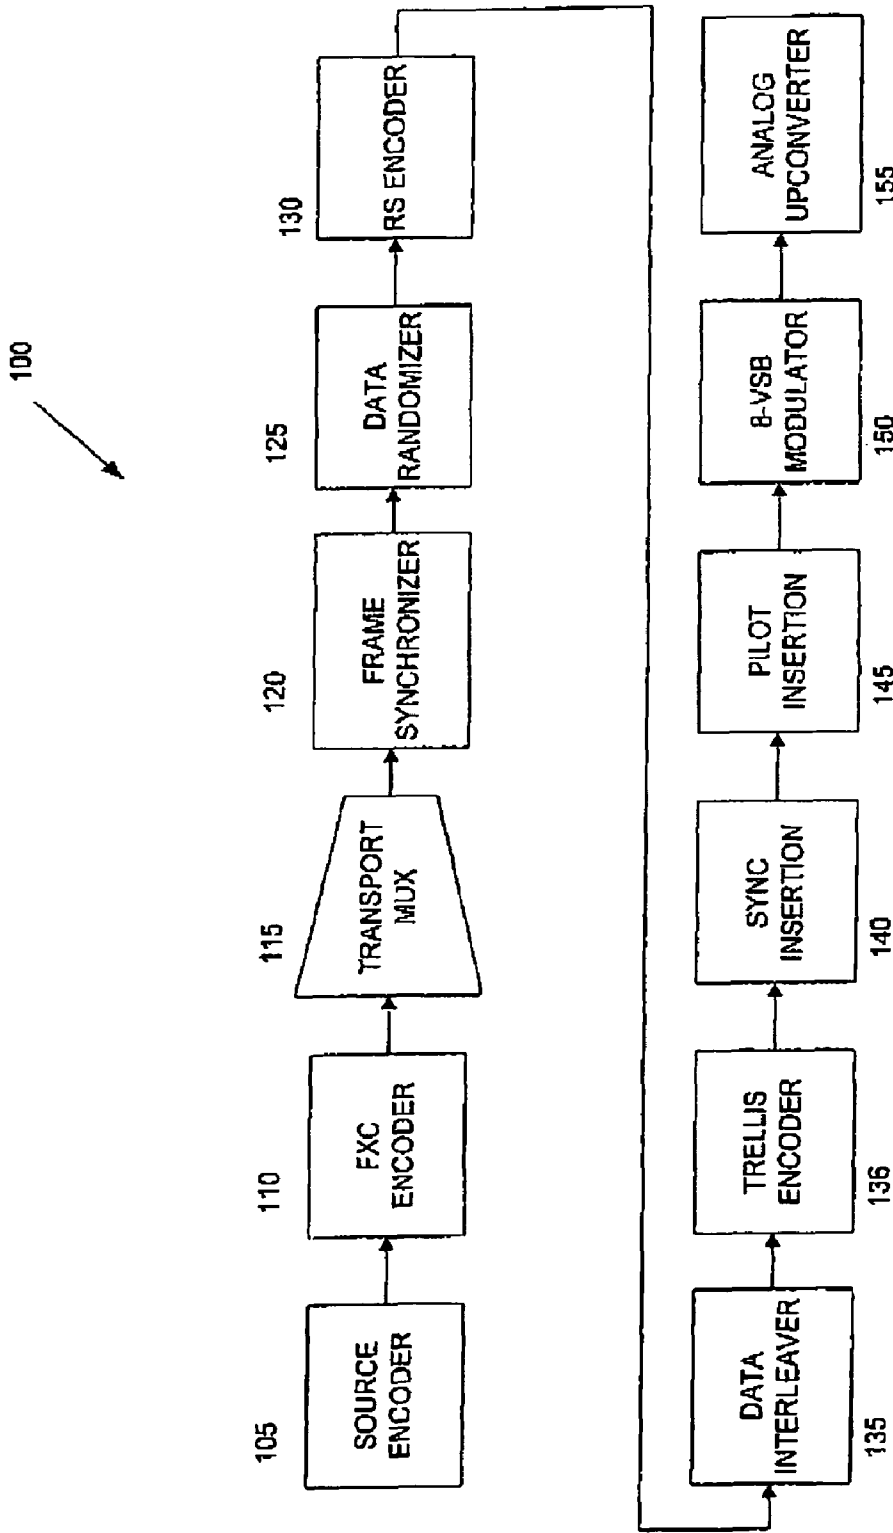 100
105
SOURCE
ENCODER
110
FXC
ENCODER
115
TRANSPORT
MUX
120
FRAME
SYNCHRONIZER
125
DATA
RANDOMIZER
130
RS ENCODER
DATA
INTERLEAVER
135
TRELLIS
ENCODER
136
SYNC
INSERTION
140
PILOT
INSERTION
145
8-VSB
MODULATOR
150
ANALOG
UPCONVERTER
155